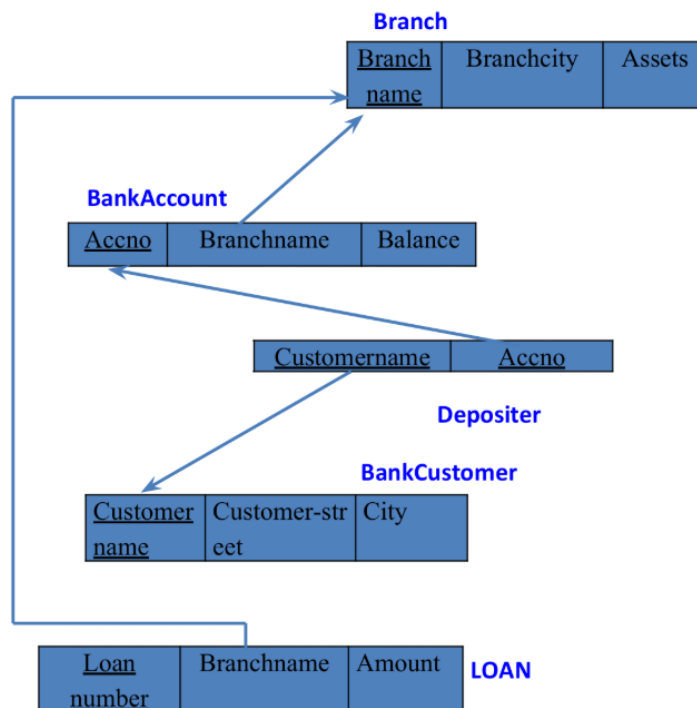 Branch
Branch Branchcity Assets
name
BankAccount
Accno Branchname Balance
Customername Accno
Depositer
BankCustomer
Customer Customer-str City
name eet
Loan Branchname Amount LOAN
number